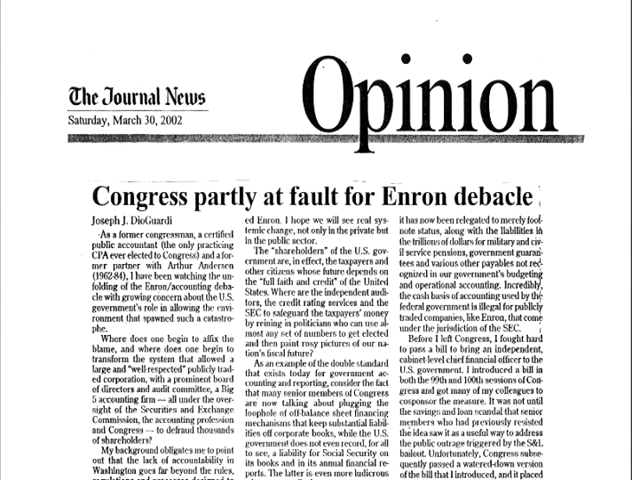 The Journal News
Saturday, March 30, 2002
Opinion
Congress partly at fault for Enron debacle
Joseph J. DioGuardi
As a former congressman, a certified
public accountant (the only practicing
CPA ever elected to Congress) and a for-
mer partner with Arthur Andersen
(1962-84), I have been watching the un-
folding of the Enron/accounting deba-
cle with growing concern about the U.S.
government's role in allowing the envi-
ronment that spawned such a catastro-
phe.
Where does one begin to affix the
blame, and where does one begin to
transform the system that allowed a
large and "well-respected" publicly trad-
ed corporation, with a prominent board
of directors and audit committee, a Big
5 accounting firm — all under the over-
sight of the Securities and Exchange
Commission, the accounting profession
and Congress — to defraud thousands
of shareholders?
My background obligates me to point
out that the lack of accountability in
Washington goes far beyond the rules,
regulations and processes designed to
ed Enron. I hope we will see real sys-
temic change, not only in the private but
in the public sector.
The "shareholders" of the U.S. gov-
ernment are, in effect, the taxpayers and
other citizens whose future depends on
the "full faith and credit" of the United
States. Where are the independent audi-
tors, the credit rating services and the
SEC to safeguard the taxpayers' money
by reining in politicians who can use al-
most any set of numbers to get elected
and then paint rosy pictures of our na-
tion's fiscal future?
As an example of the double standard
that exists today for government ac-
counting and reporting, consider the fact
that many senior members of Congress
are now talking about plugging the
loophole of off-balance sheet financing
mechanisms that keep substantial liabil-
ities off corporate books, while the U.S.
government does not even record, for all
to see, a liability for Social Security on
its books and in its annual financial re-
ports. The latter is even more ludicrous
it has now been relegated to merely foot-
note status, along with the liabilities in
the trillions of dollars for military and civ-
il service pensions, government guaran-
tees and various other payables not rec-
ognized in our government's budgeting
and operational accounting. Incredibly,
the cash basis of accounting used by the
federal government is illegal for publicly
traded companies, like Enron, that come
under the jurisdiction of the SEC.
Before I left Congress, I fought hard
to pass a bill to bring an independent,
cabinet level chief financial officer to the
U.S. government. I introduced a bill in
both the 99th and 100th sessions of Con-
gress and got many of my colleagues to
cosponsor the measure. It was not until
the savings and loan scandal that senior
members who had previously resisted
the idea saw it as a useful way to address
the public outrage triggered by the S&L
bailout. Unfortunately, Congress subse-
quently passed a watered-down version
of the bill that I introduced, and it placed